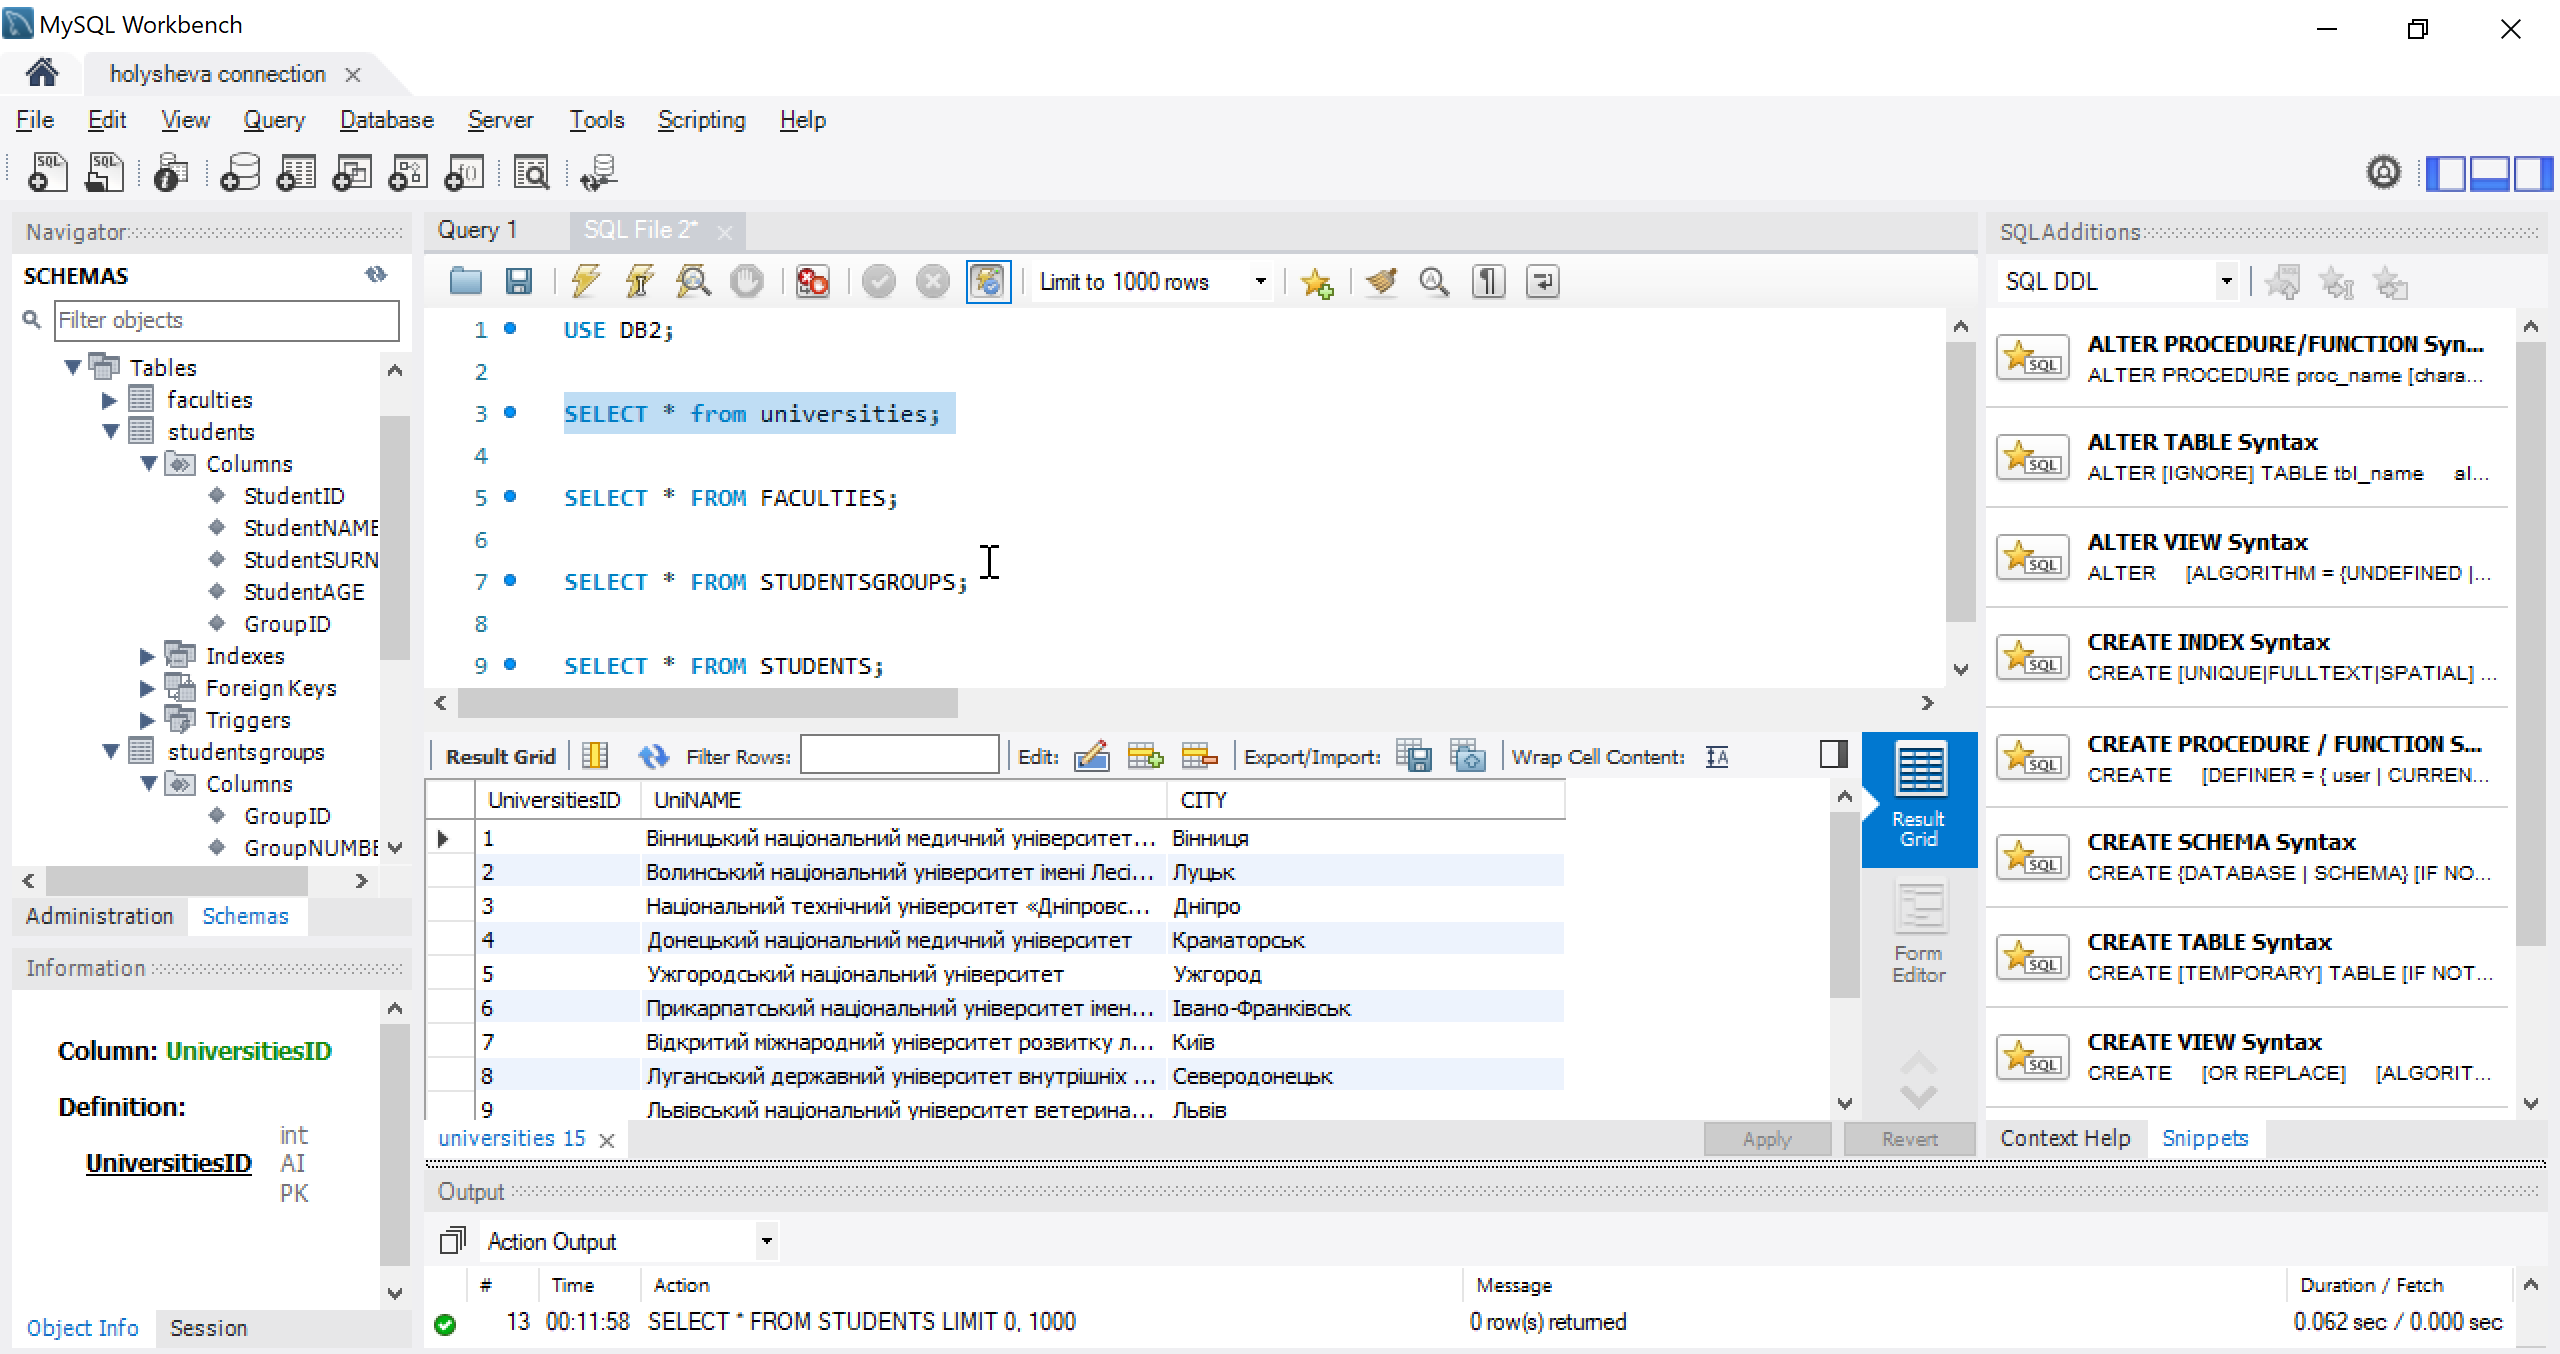 MySQL Workbench
holysheva connection
File Edit View Query Database Server Tools Scripting Help
Navigator
SCHEMAS
Filter objects
Tables
faculties
students
Columns
StudentID
StudentNAME
StudentSURN
StudentAGE
GroupID
Indexes
Foreign Keys
Triggers
studentsgroups
Columns
GroupID
GroupNUMBE
Administration Schemas
Information
Column: UniversitiesID
Definition:
int
UniversitiesID AI
PK
Object Info Session
Query 1 SQL File 2*
Limit to 1000 rows
1 USE DB2;
2
3 SELECT * from universities;
4
5 SELECT * FROM FACULTIES;
6
7 SELECT * FROM STUDENTSGROUPS;
8
9 SELECT * FROM STUDENTS;
Result Grid Filter Rows: Edit: Export/Import: Wrap Cell Content:
UniversitiesID UniNAME CITY
1 Вінницький національний медичний університет... Вінниця
2 Волинський національний університет імені Лесі... Луцьк
3 Національний технічний університет «Дніпровс... Дніпро
4 Донецький національний медичний університет Краматорськ
5 Ужгородський національний університет Ужгород
6 Прикарпатський національний університет імен... Івано-Франківськ
7 Відкритий міжнародний університет розвитку л... Київ
8 Луганський державний університет внутрішніх ... Северодонецьк
9 Львівський національний університет ветерина... Львів
Result
Grid
Form
Editor
universities 15 Apply Revert
Output
Action Output
# Time Action Message Duration / Fetch
13 00:11:58 SELECT * FROM STUDENTS LIMIT 0, 1000 0 row(s) returned 0.062 sec / 0.000 sec
SQLAdditions
SQL DDL
SQL
ALTER PROCEDURE/FUNCTION Syn...
ALTER PROCEDURE proc_name [chara...
SQL
ALTER TABLE Syntax
ALTER [IGNORE] TABLE tbl_name al...
SQL
ALTER VIEW Syntax
ALTER [ALGORITHM = {UNDEFINED |...
SQL
CREATE INDEX Syntax
CREATE [UNIQUE|FULLTEXT|SPATIAL] ...
SQL
CREATE PROCEDURE / FUNCTION S...
CREATE [DEFINER = { user | CURREN...
SQL
CREATE SCHEMA Syntax
CREATE {DATABASE | SCHEMA} [IF NO...
SQL
CREATE TABLE Syntax
CREATE [TEMPORARY] TABLE [IF NOT...
SQL
CREATE VIEW Syntax
CREATE [OR REPLACE] [ALGORIT...
Context Help Snippets